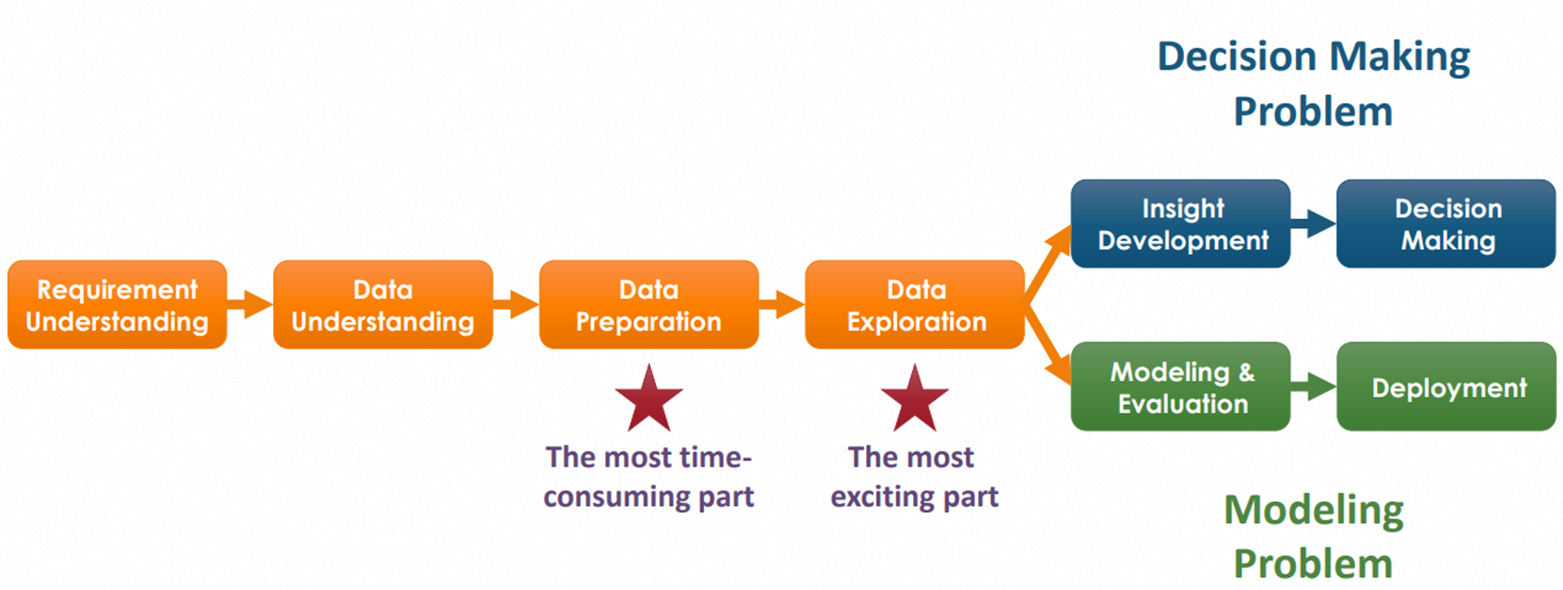 Decision Making
Problem
Insight
Development
Decision
Making
Requirement
Understanding
Data
Understanding
Data
Preparation
Data
Exploration
Modeling &
Evaluation
Deployment
The most time-
consuming part
The most
exciting part
Modeling
Problem